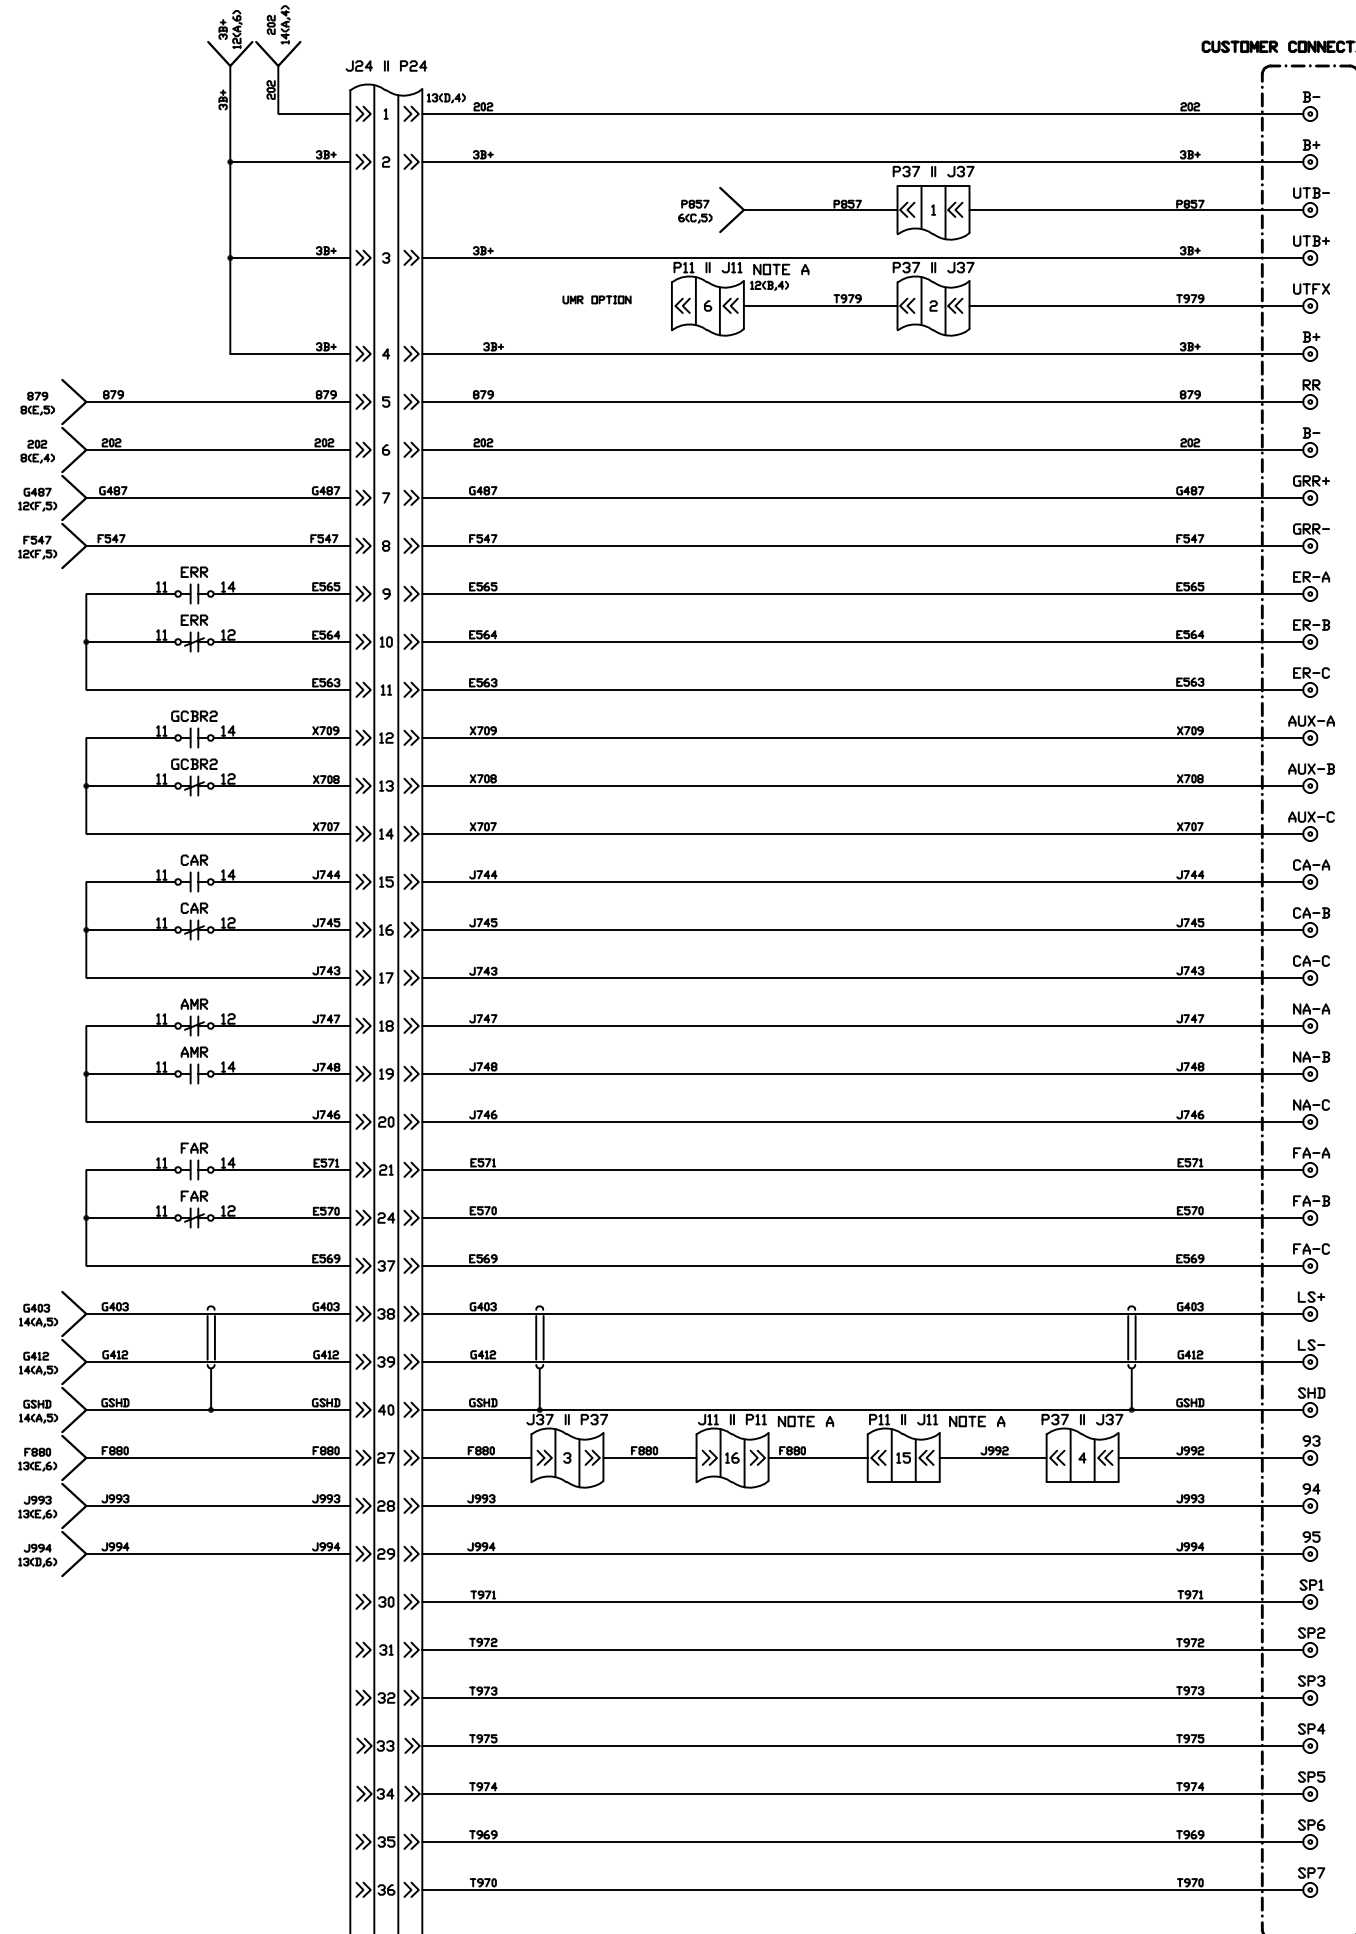 3B+
12(A,6)
202
14(A,4)
CUSTOMER CONNECT
J24 || P24
3B+
202
13(D,4)
1
202
202
B-
3B+
2
3B+
3B+
B+
P37 || J37
P857
6(C,5)
P857
1
P857
UTB-
3B+
3
3B+
3B+
UTB+
P11 || J11 NOTE A
12(B,4)
P37 || J37
UMR OPTION
6
T979
2
T979
UTFX
3B+
4
3B+
3B+
B+
879
8(E,5)
879
879
5
879
879
RR
202
8(E,4)
202
202
6
202
202
B-
G487
12(F,5)
G487
G487
7
G487
G487
GRR+
F547
12(F,5)
F547
F547
8
F547
F547
GRR-
ERR
11
14
E565
9
E565
E565
ER-A
ERR
11
12
E564
10
E564
E564
ER-B
E563
11
E563
E563
ER-C
GCBR2
11
14
X709
12
X709
X709
AUX-A
GCBR2
11
12
X708
13
X708
X708
AUX-B
X707
14
X707
X707
AUX-C
CAR
11
14
J744
15
J744
J744
CA-A
CAR
11
12
J745
16
J745
J745
CA-B
J743
17
J743
J743
CA-C
AMR
11
12
J747
18
J747
J747
NA-A
AMR
11
14
J748
19
J748
J748
NA-B
J746
20
J746
J746
NA-C
FAR
11
14
E571
21
E571
E571
FA-A
FAR
11
12
E570
24
E570
E570
FA-B
E569
37
E569
E569
FA-C
G403
14(A,5)
G403
G403
38
G403
G403
LS+
G412
14(A,5)
G412
G412
39
G412
G412
LS-
GSHD
14(A,5)
GSHD
GSHD
40
GSHD
GSHD
SHD
J37 || P37
J11 || P11 NOTE A
P11 || J11 NOTE A
P37 || J37
F880
13(E,6)
F880
F880
27
F880
3
F880
16
F880
15
J992
4
J992
93
J993
13(E,6)
J993
J993
28
J993
J993
94
J994
13(D,6)
J994
J994
29
J994
J994
95
30
T971
T971
SP1
31
T972
T972
SP2
32
T973
T973
SP3
33
T975
T975
SP4
34
T974
T974
SP5
35
T969
T969
SP6
36
T970
T970
SP7